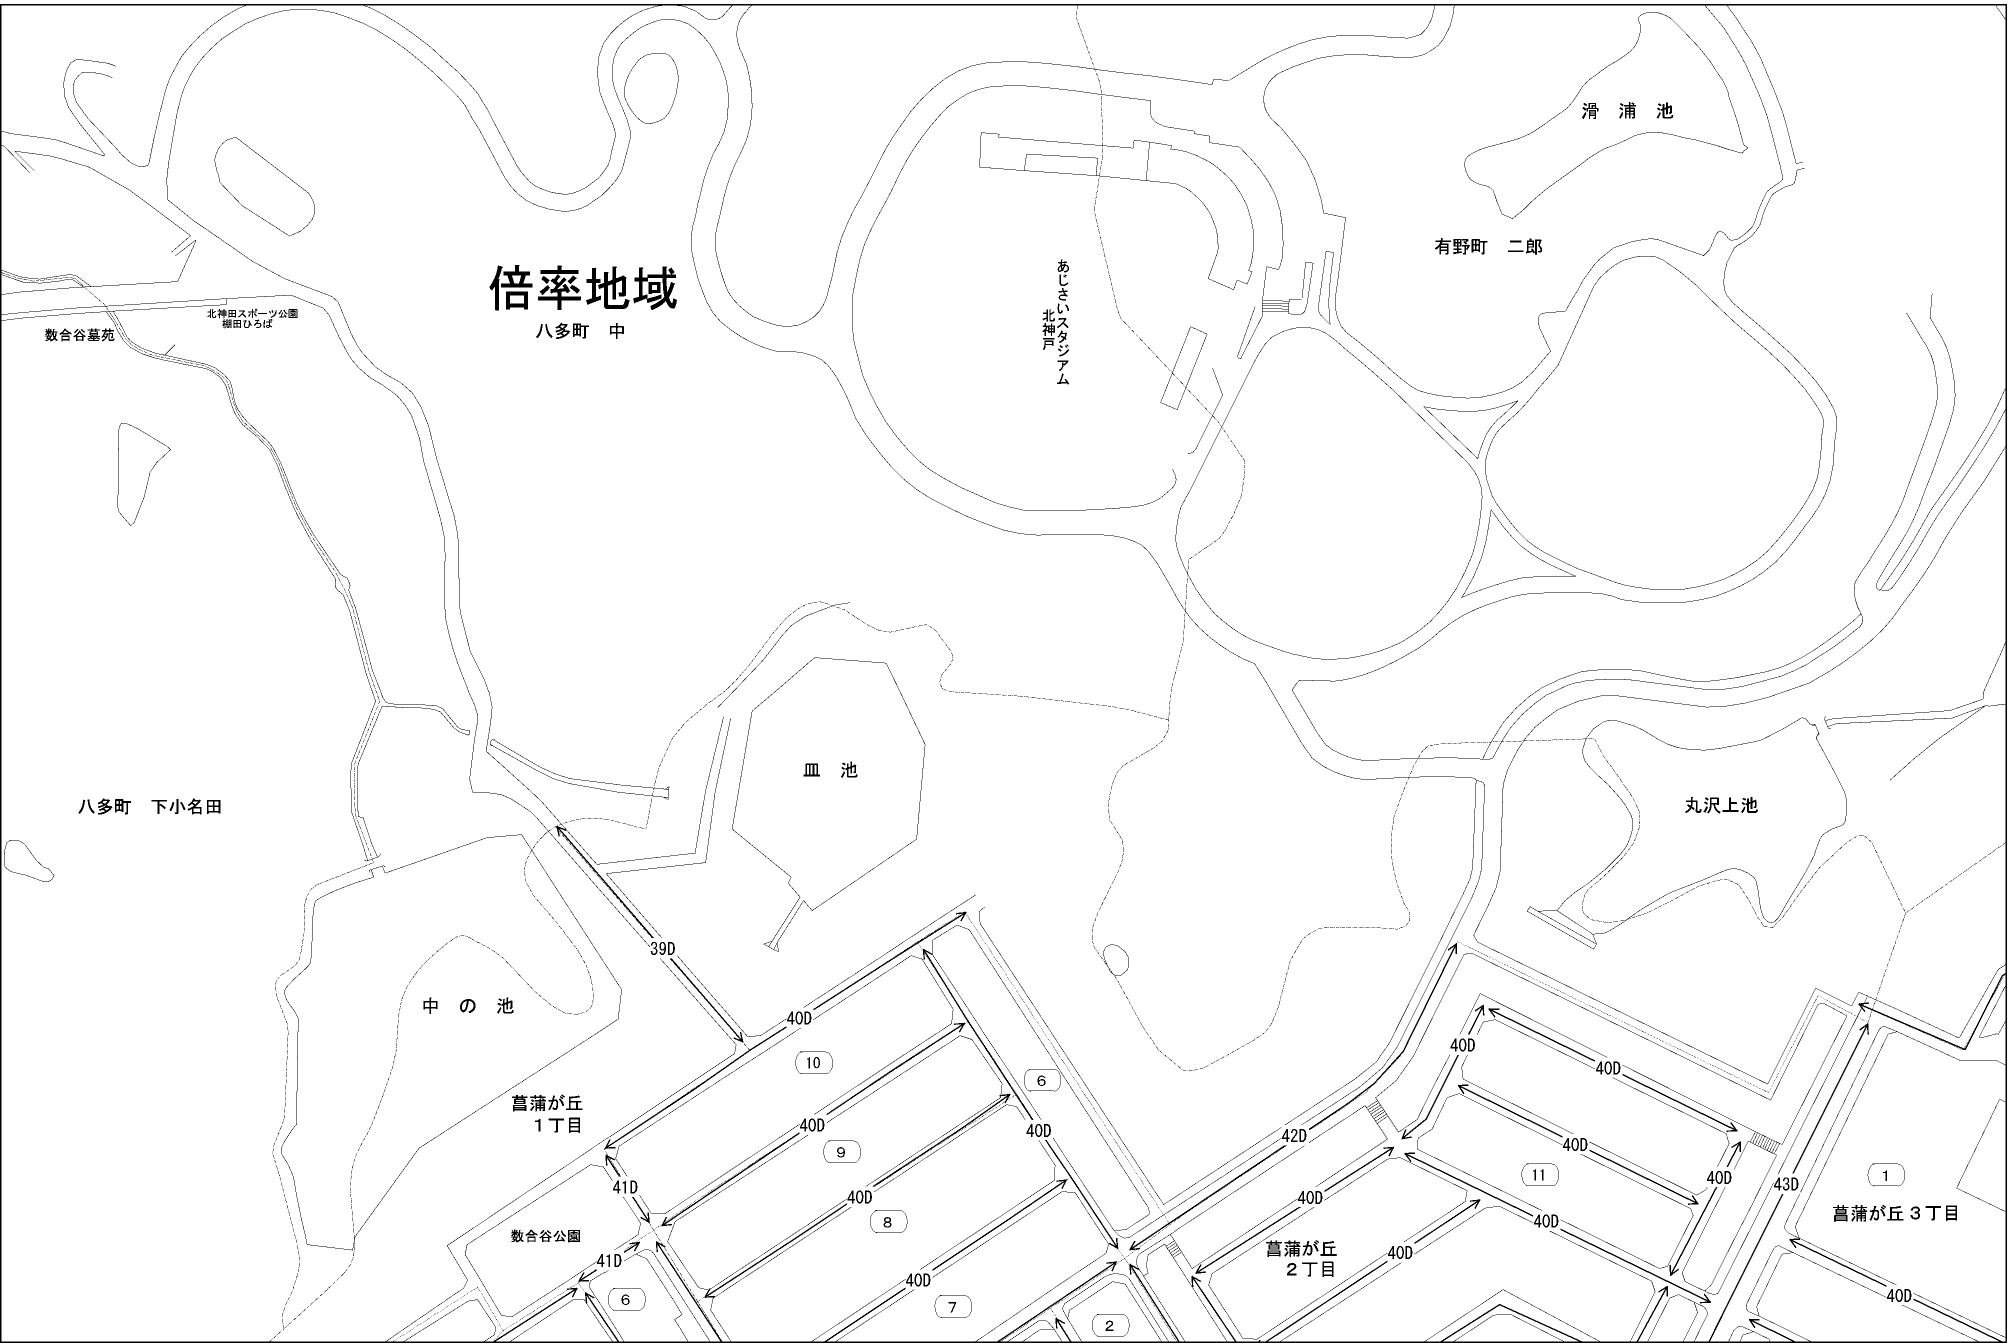 滑　浦　池
有野町　二郎
倍率地域
八多町　中
あじさいスタジアム
北神戸
北神田スポーツ公園
棚田ひろば
数合谷墓苑
皿　池
八多町　下小名田
丸沢上池
39D
中　の　池
40D
10
40D
40D
6
菖蒲が丘
１丁目
40D
40D
42D
40D
9
11
40D
1
43D
41D
40D
40D
菖蒲が丘３丁目
8
40D
数合谷公園
菖蒲が丘
２丁目
40D
41D
40D
40D
6
7
2